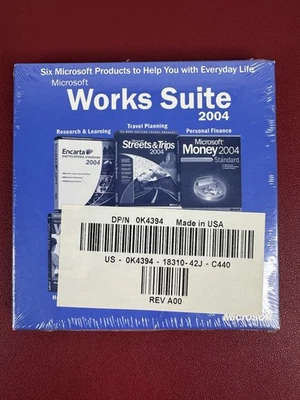 Six Microsoft Products to Help You with Everyday Life
Microsoft
Works Suite
2004
Travel Planning
Research & Learning
Personal Finance
Encarta
ENCYCLOPEDIA STANDARD
2004
Streets & Trips
2004
Microsoft
Money 2004
Standard
DP/N 0K4394 Made in USA
US - 0K4394 - 18310-42J - C440
REV A00